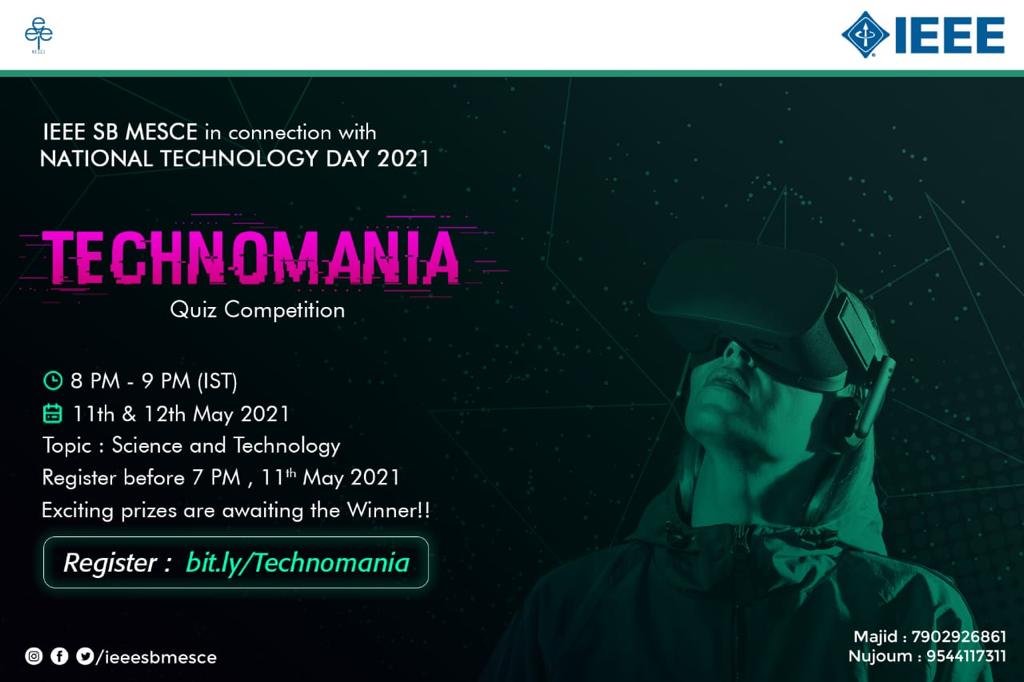 MESCE
IEEE
IEEE SB MESCE in connection with
NATIONAL TECHNOLOGY DAY 2021
TECHNOMANIA
Quiz Competition
8 PM - 9 PM (IST)
11th & 12th May 2021
Topic : Science and Technology
Register before 7 PM , 11th May 2021
Exciting prizes are awaiting the Winner!!
Register : bit.ly/Technomania
/ieeesbmesce
Majid : 7902926861
Nujoum : 9544117311